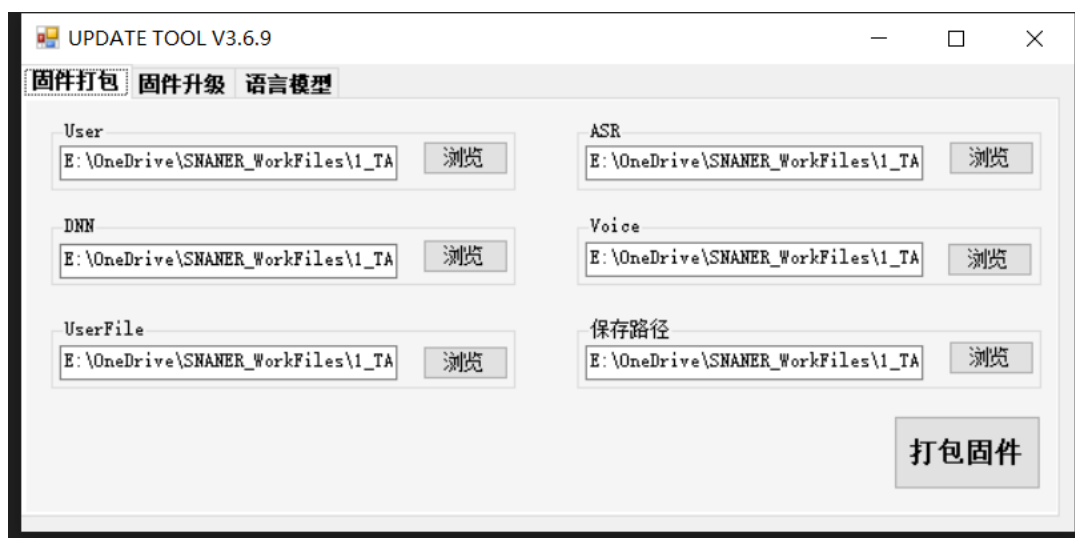 UPDATE TOOL V3.6.9
固件打包 固件升级 语言模型
User
E:\OneDrive\SNANER_WorkFiles\1_TA 浏览
ASR
E:\OneDrive\SNANER_WorkFiles\1_TA 浏览
DNN
E:\OneDrive\SNANER_WorkFiles\1_TA 浏览
Voice
E:\OneDrive\SNANER_WorkFiles\1_TA 浏览
UserFile
E:\OneDrive\SNANER_WorkFiles\1_TA 浏览
保存路径
E:\OneDrive\SNANER_WorkFiles\1_TA 浏览
打包固件